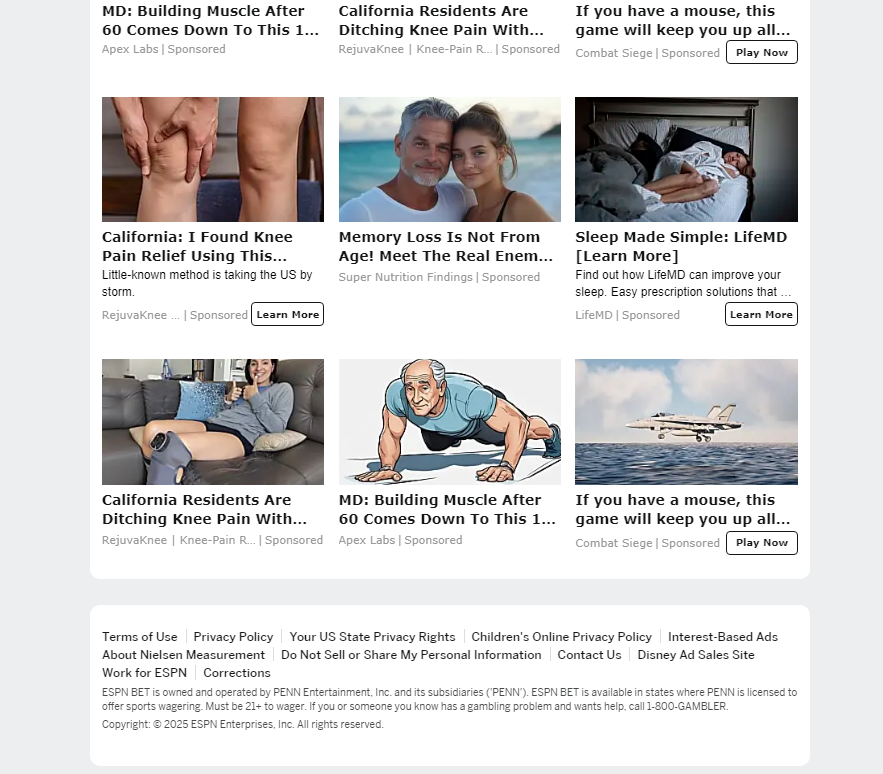 MD: Building Muscle After
60 Comes Down To This 1...
Apex Labs | Sponsored
California Residents Are
Ditching Knee Pain With...
RejuvaKnee | Knee-Pain R... | Sponsored
If you have a mouse, this
game will keep you up all...
Combat Siege | Sponsored
Play Now
California: I Found Knee
Pain Relief Using This...
Little-known method is taking the US by
storm.
RejuvaKnee ... | Sponsored
Learn More
Memory Loss Is Not From
Age! Meet The Real Enem...
Super Nutrition Findings | Sponsored
Sleep Made Simple: LifeMD
[Learn More]
Find out how LifeMD can improve your
sleep. Easy prescription solutions that ...
LifeMD | Sponsored
Learn More
California Residents Are
Ditching Knee Pain With...
RejuvaKnee | Knee-Pain R... | Sponsored
MD: Building Muscle After
60 Comes Down To This 1...
Apex Labs | Sponsored
If you have a mouse, this
game will keep you up all...
Combat Siege | Sponsored
Play Now
Terms of Use | Privacy Policy | Your US State Privacy Rights | Children's Online Privacy Policy | Interest-Based Ads
About Nielsen Measurement | Do Not Sell or Share My Personal Information | Contact Us | Disney Ad Sales Site
Work for ESPN | Corrections
ESPN BET is owned and operated by PENN Entertainment, Inc. and its subsidiaries ('PENN'). ESPN BET is available in states where PENN is licensed to
offer sports wagering. Must be 21+ to wager. If you or someone you know has a gambling problem and wants help, call 1-800-GAMBLER.
Copyright: © 2025 ESPN Enterprises, Inc. All rights reserved.